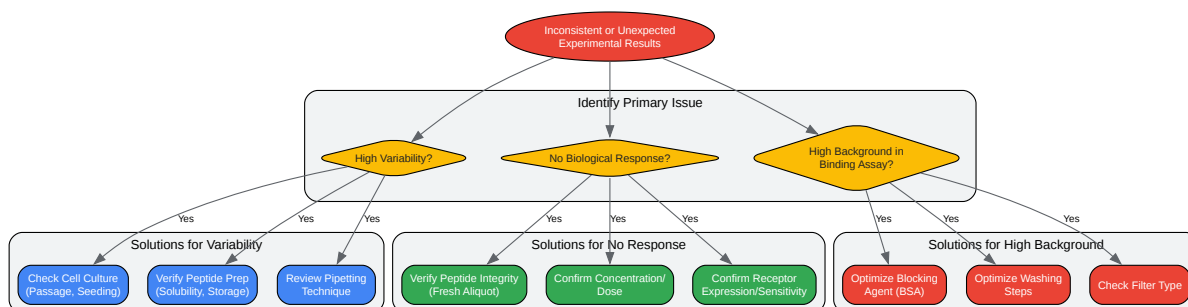 Inconsistent or Unexpected
Experimental Results
Identify Primary Issue
High Variability?
No Biological Response?
High Background in
Binding Assay?
Yes
Yes
Yes
Yes
Yes
Yes
Yes
Yes
Yes
Solutions for Variability
Check Cell Culture
(Passage, Seeding)
Verify Peptide Prep
(Solubility, Storage)
Review Pipetting
Technique
Solutions for No Response
Verify Peptide Integrity
(Fresh Aliquot)
Confirm Concentration/
Dose
Confirm Receptor
Expression/Sensitivity
Solutions for High Background
Optimize Blocking
Agent (BSA)
Optimize Washing
Steps
Check Filter Type